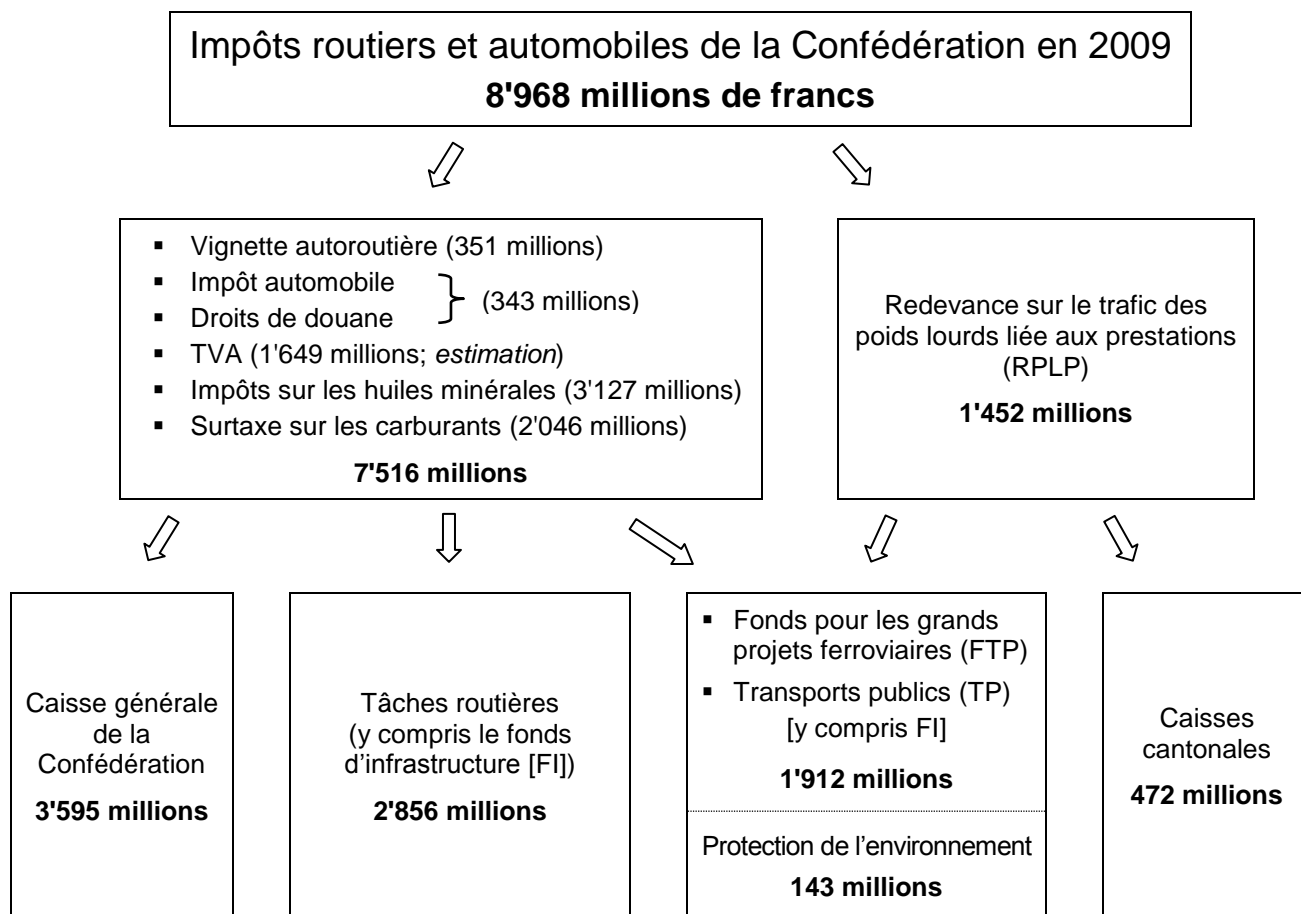 Impôts routiers et automobiles de la Confédération en 2009
8'968 millions de francs
▪ Vignette autoroutière (351 millions)
▪ Impôt automobile
▪ Droits de douane
(343 millions)
▪ TVA (1'649 millions; estimation)
▪ Impôts sur les huiles minérales (3'127 millions)
▪ Surtaxe sur les carburants (2'046 millions)
7'516 millions
Redevance sur le trafic des
poids lourds liée aux prestations
(RPLP)
1'452 millions
Caisse générale
de la
Confédération
3'595 millions
Tâches routières
(y compris le fonds
d'infrastructure [FI])
2'856 millions
▪ Fonds pour les grands
projets ferroviaires (FTP)
▪ Transports publics (TP)
[y compris FI]
1'912 millions
Protection de l'environnement
143 millions
Caisses
cantonales
472 millions